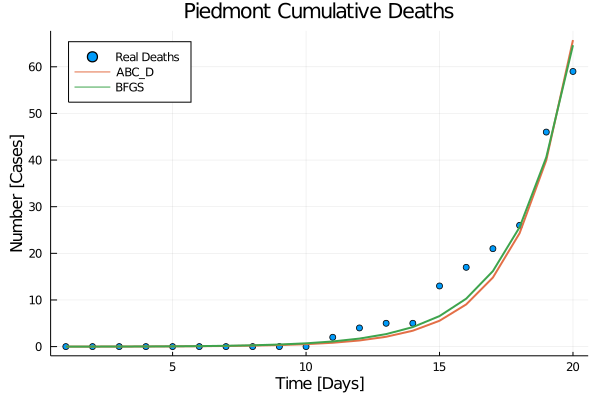 Piedmont Cumulative Deaths
Number [Cases]
60
50
40
30
20
10
0
Real Deaths
ABC_D
BFGS
5
10
15
20
Time [Days]